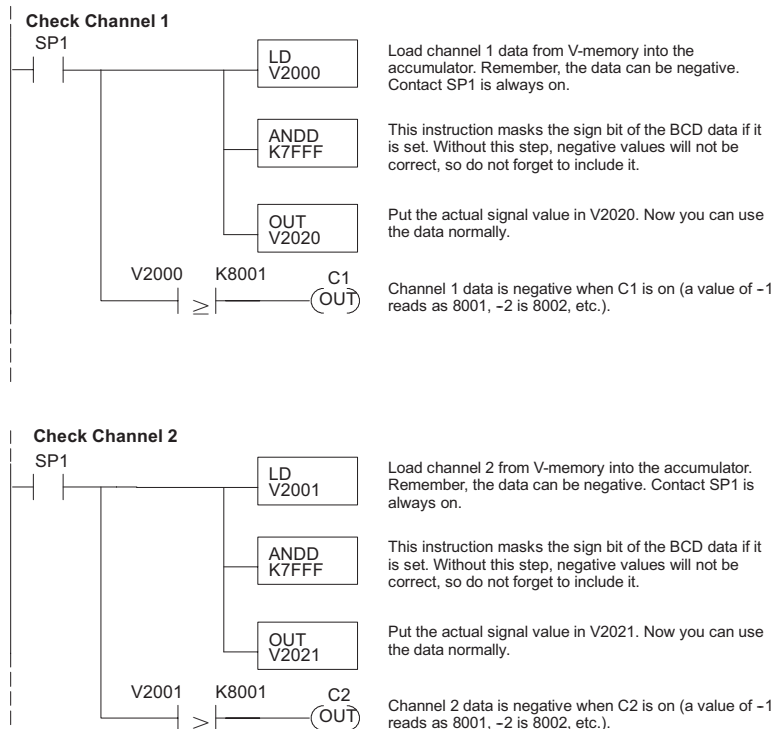 Check Channel 1
SP1
LD
V2000
Load channel 1 data from V-memory into the
accumulator. Remember, the data can be negative.
Contact SP1 is always on.
ANDD
K7FFF
This instruction masks the sign bit of the BCD data if it
is set. Without this step, negative values will not be
correct, so do not forget to include it.
OUT
V2020
Put the actual signal value in V2020. Now you can use
the data normally.
V2000 K8001 C1
≥ OUT
Channel 1 data is negative when C1 is on (a value of -1
reads as 8001, -2 is 8002, etc.).
Check Channel 2
SP1
LD
V2001
Load channel 2 from V-memory into the accumulator.
Remember, the data can be negative. Contact SP1 is
always on.
ANDD
K7FFF
This instruction masks the sign bit of the BCD data if it
is set. Without this step, negative values will not be
correct, so do not forget to include it.
OUT
V2021
Put the actual signal value in V2021. Now you can use
the data normally.
V2001 K8001 C2
≥ OUT
Channel 2 data is negative when C2 is on (a value of -1
reads as 8001, -2 is 8002, etc.).